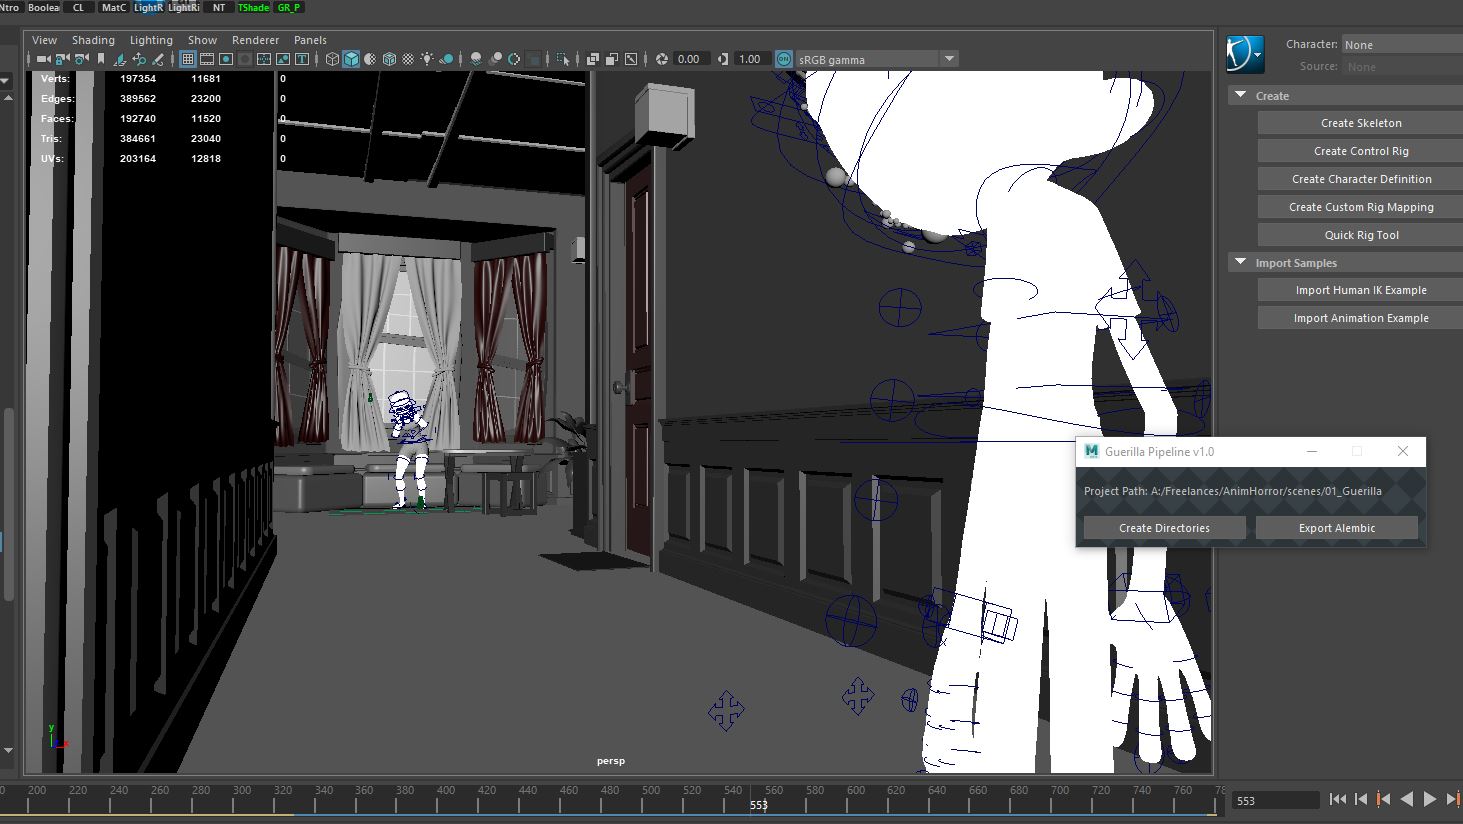 Ntro Boolea CL MatC LightR LightRi NT TShade GR_P
View Shading Lighting Show Renderer Panels
0.00 1.00 ON sRGB gamma
Character: None
Source: None
Verts: 197354 11681 0
Edges: 389562 23200 0
Faces: 192740 11520 0
Tris: 384661 23040 0
UVs: 203164 12818 0
Create
Create Skeleton
Create Control Rig
Create Character Definition
Create Custom Rig Mapping
Quick Rig Tool
Import Samples
Import Human IK Example
Import Animation Example
M Guerilla Pipeline v1.0
Project Path: A:/Freelances/AnimHorror/scenes/01_Guerilla
Create Directories Export Alembic
y
x
persp
0 200 220 240 260 280 300 320 340 360 380 400 420 440 460 480 500 520 540 560 580 600 620 640 660 680 700 720 740 760 78
553
553